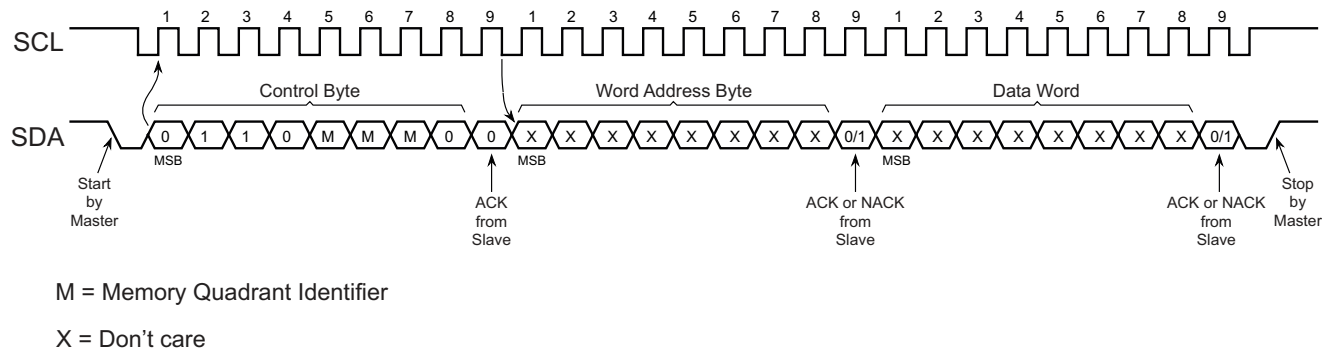 1 2 3 4 5 6 7 8 9 1 2 3 4 5 6 7 8 9 1 2 3 4 5 6 7 8 9
SCL
Control Byte Word Address Byte Data Word
SDA 0 1 1 0 M M M 0 0 X X X X X X X X 0/1 X X X X X X X X 0/1
MSB MSB MSB
Start
by
Master
ACK
from
Slave
ACK or NACK
from
Slave
ACK or NACK
from
Slave
Stop
by
Master
M = Memory Quadrant Identifier
X = Don't care